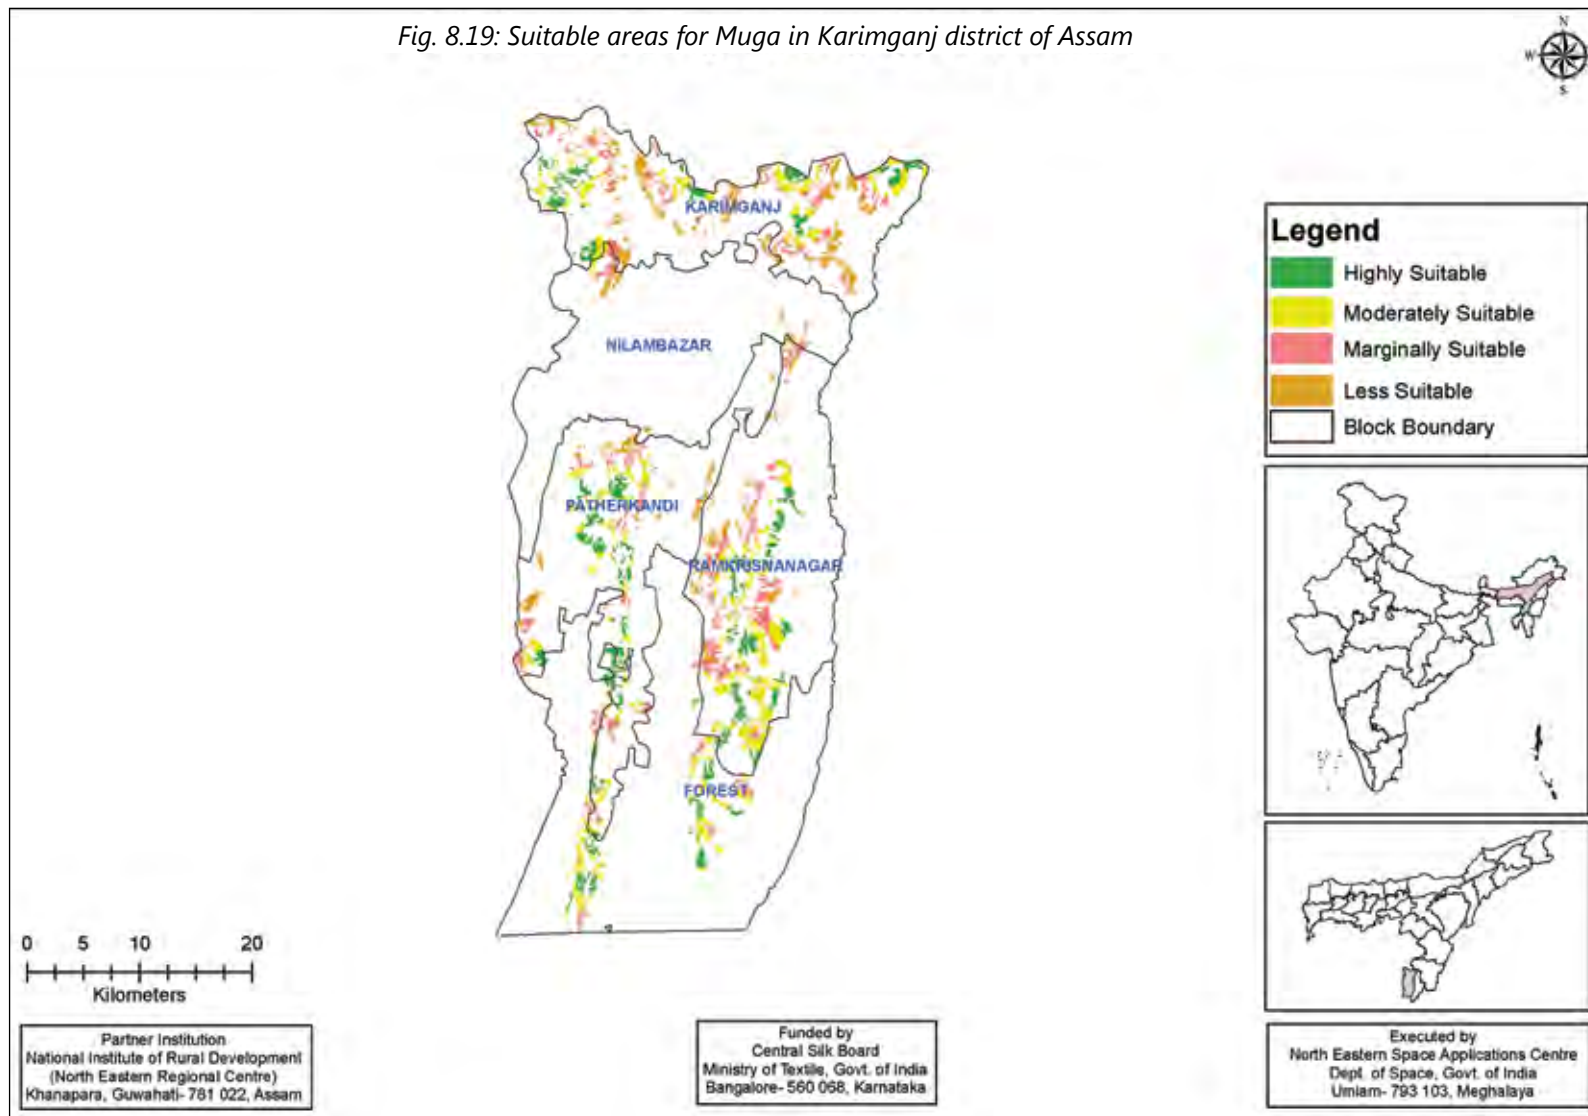 Fig. 8.19: Suitable areas for Muga in Karimganj district of Assam
N
W
S
KARIMGANJ
NILAMBAZAR
PATHERKANDI
RAMKRISNANAGAR
FOREST
Legend
Highly Suitable
Moderately Suitable
Marginally Suitable
Less Suitable
Block Boundary
0 5 10 20
Kilometers
Partner Institution
National Institute of Rural Development
(North Eastern Regional Centre)
Khanapara, Guwahati- 781 022, Assam
Funded by
Central Silk Board
Ministry of Textile, Govt. of India
Bangalore- 560 068, Karnataka
Executed by
North Eastern Space Applications Centre
Dept. of Space, Govt. of India
Umiam- 793 103, Meghalaya